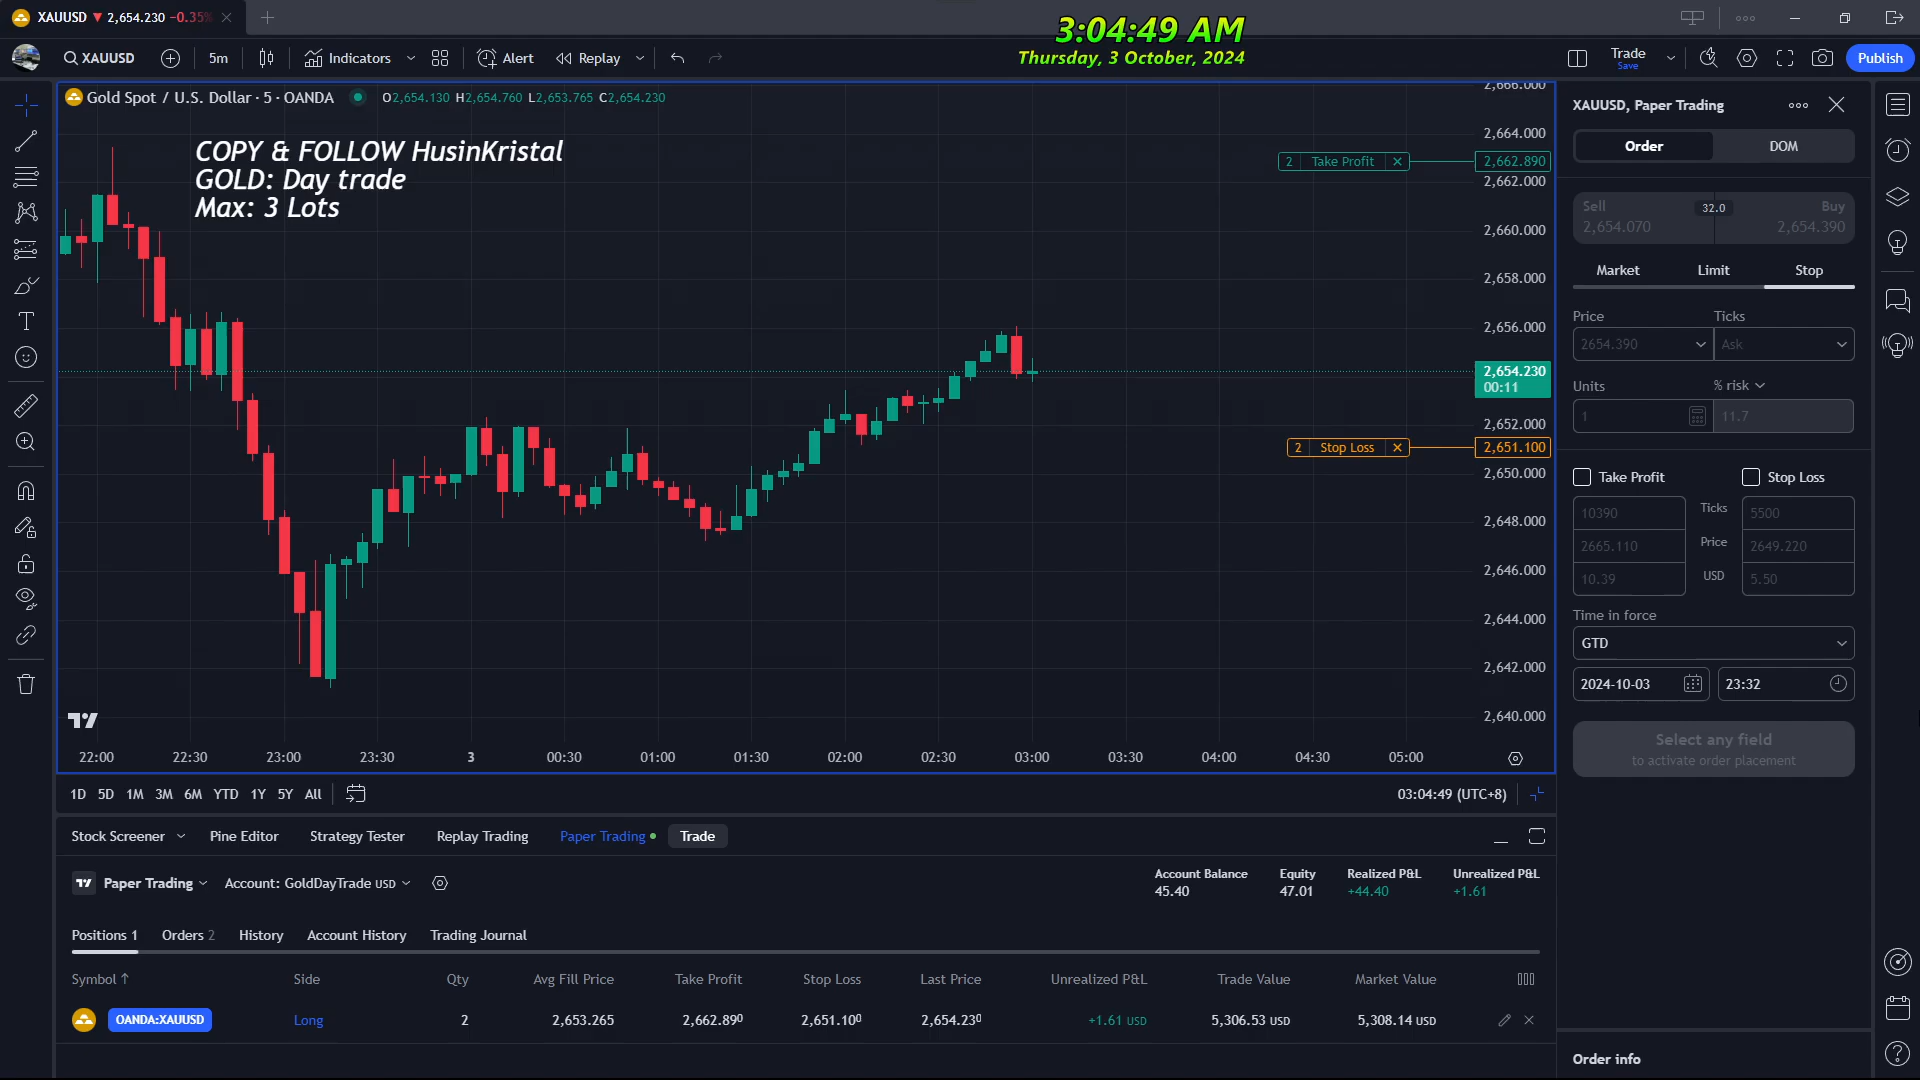 XAUUSD ▼ 2,654.230 −0.35%
3:04:49 AM
Thursday, 3 October, 2024
XAUUSD 5m Indicators Alert Replay Trade Save Publish
Gold Spot / U.S. Dollar · 5 · OANDA O2,654.130 H2,654.760 L2,653.765 C2,654.230
COPY & FOLLOW HusinKristal
GOLD: Day trade
Max: 3 Lots
2 Take Profit 2,662.890
2 Stop Loss 2,651.100
2,666.000
2,664.000
2,662.000
2,660.000
2,658.000
2,656.000
2,654.230
00:11
2,652.000
2,650.000
2,648.000
2,646.000
2,644.000
2,642.000
2,640.000
22:00 22:30 23:00 23:30 3 00:30 01:00 01:30 02:00 02:30 03:00 03:30 04:00 04:30 05:00
1D 5D 1M 3M 6M YTD 1Y 5Y All 03:04:49 (UTC+8)
Stock Screener Pine Editor Strategy Tester Replay Trading Paper Trading Trade
Paper Trading Account: GoldDayTrade USD
Account Balance Equity Realized P&L Unrealized P&L
45.40 47.01 +44.40 +1.61
Positions 1 Orders 2 History Account History Trading Journal
Symbol ↑ Side Qty Avg Fill Price Take Profit Stop Loss Last Price Unrealized P&L Trade Value Market Value
OANDA:XAUUSD Long 2 2,653.265 2,662.890 2,651.100 2,654.230 +1.61 USD 5,306.53 USD 5,308.14 USD
XAUUSD, Paper Trading
Order DOM
Sell 32.0 Buy
2,654.070 2,654.390
Market Limit Stop
Price Ticks
2654.390 Ask
Units % risk
1 11.7
Take Profit Stop Loss
10390 Ticks 5500
2665.110 Price 2649.220
10.39 USD 5.50
Time in force
GTD
2024-10-03 23:32
Select any field
to activate order placement
Order info